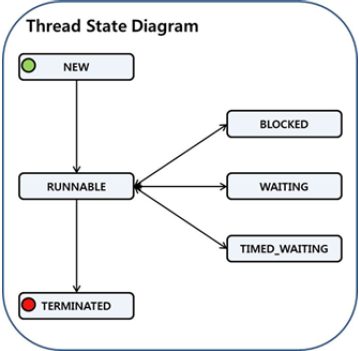 Thread State Diagram
NEW
BLOCKED
RUNNABLE
WAITING
TIMED_WAITING
TERMINATED